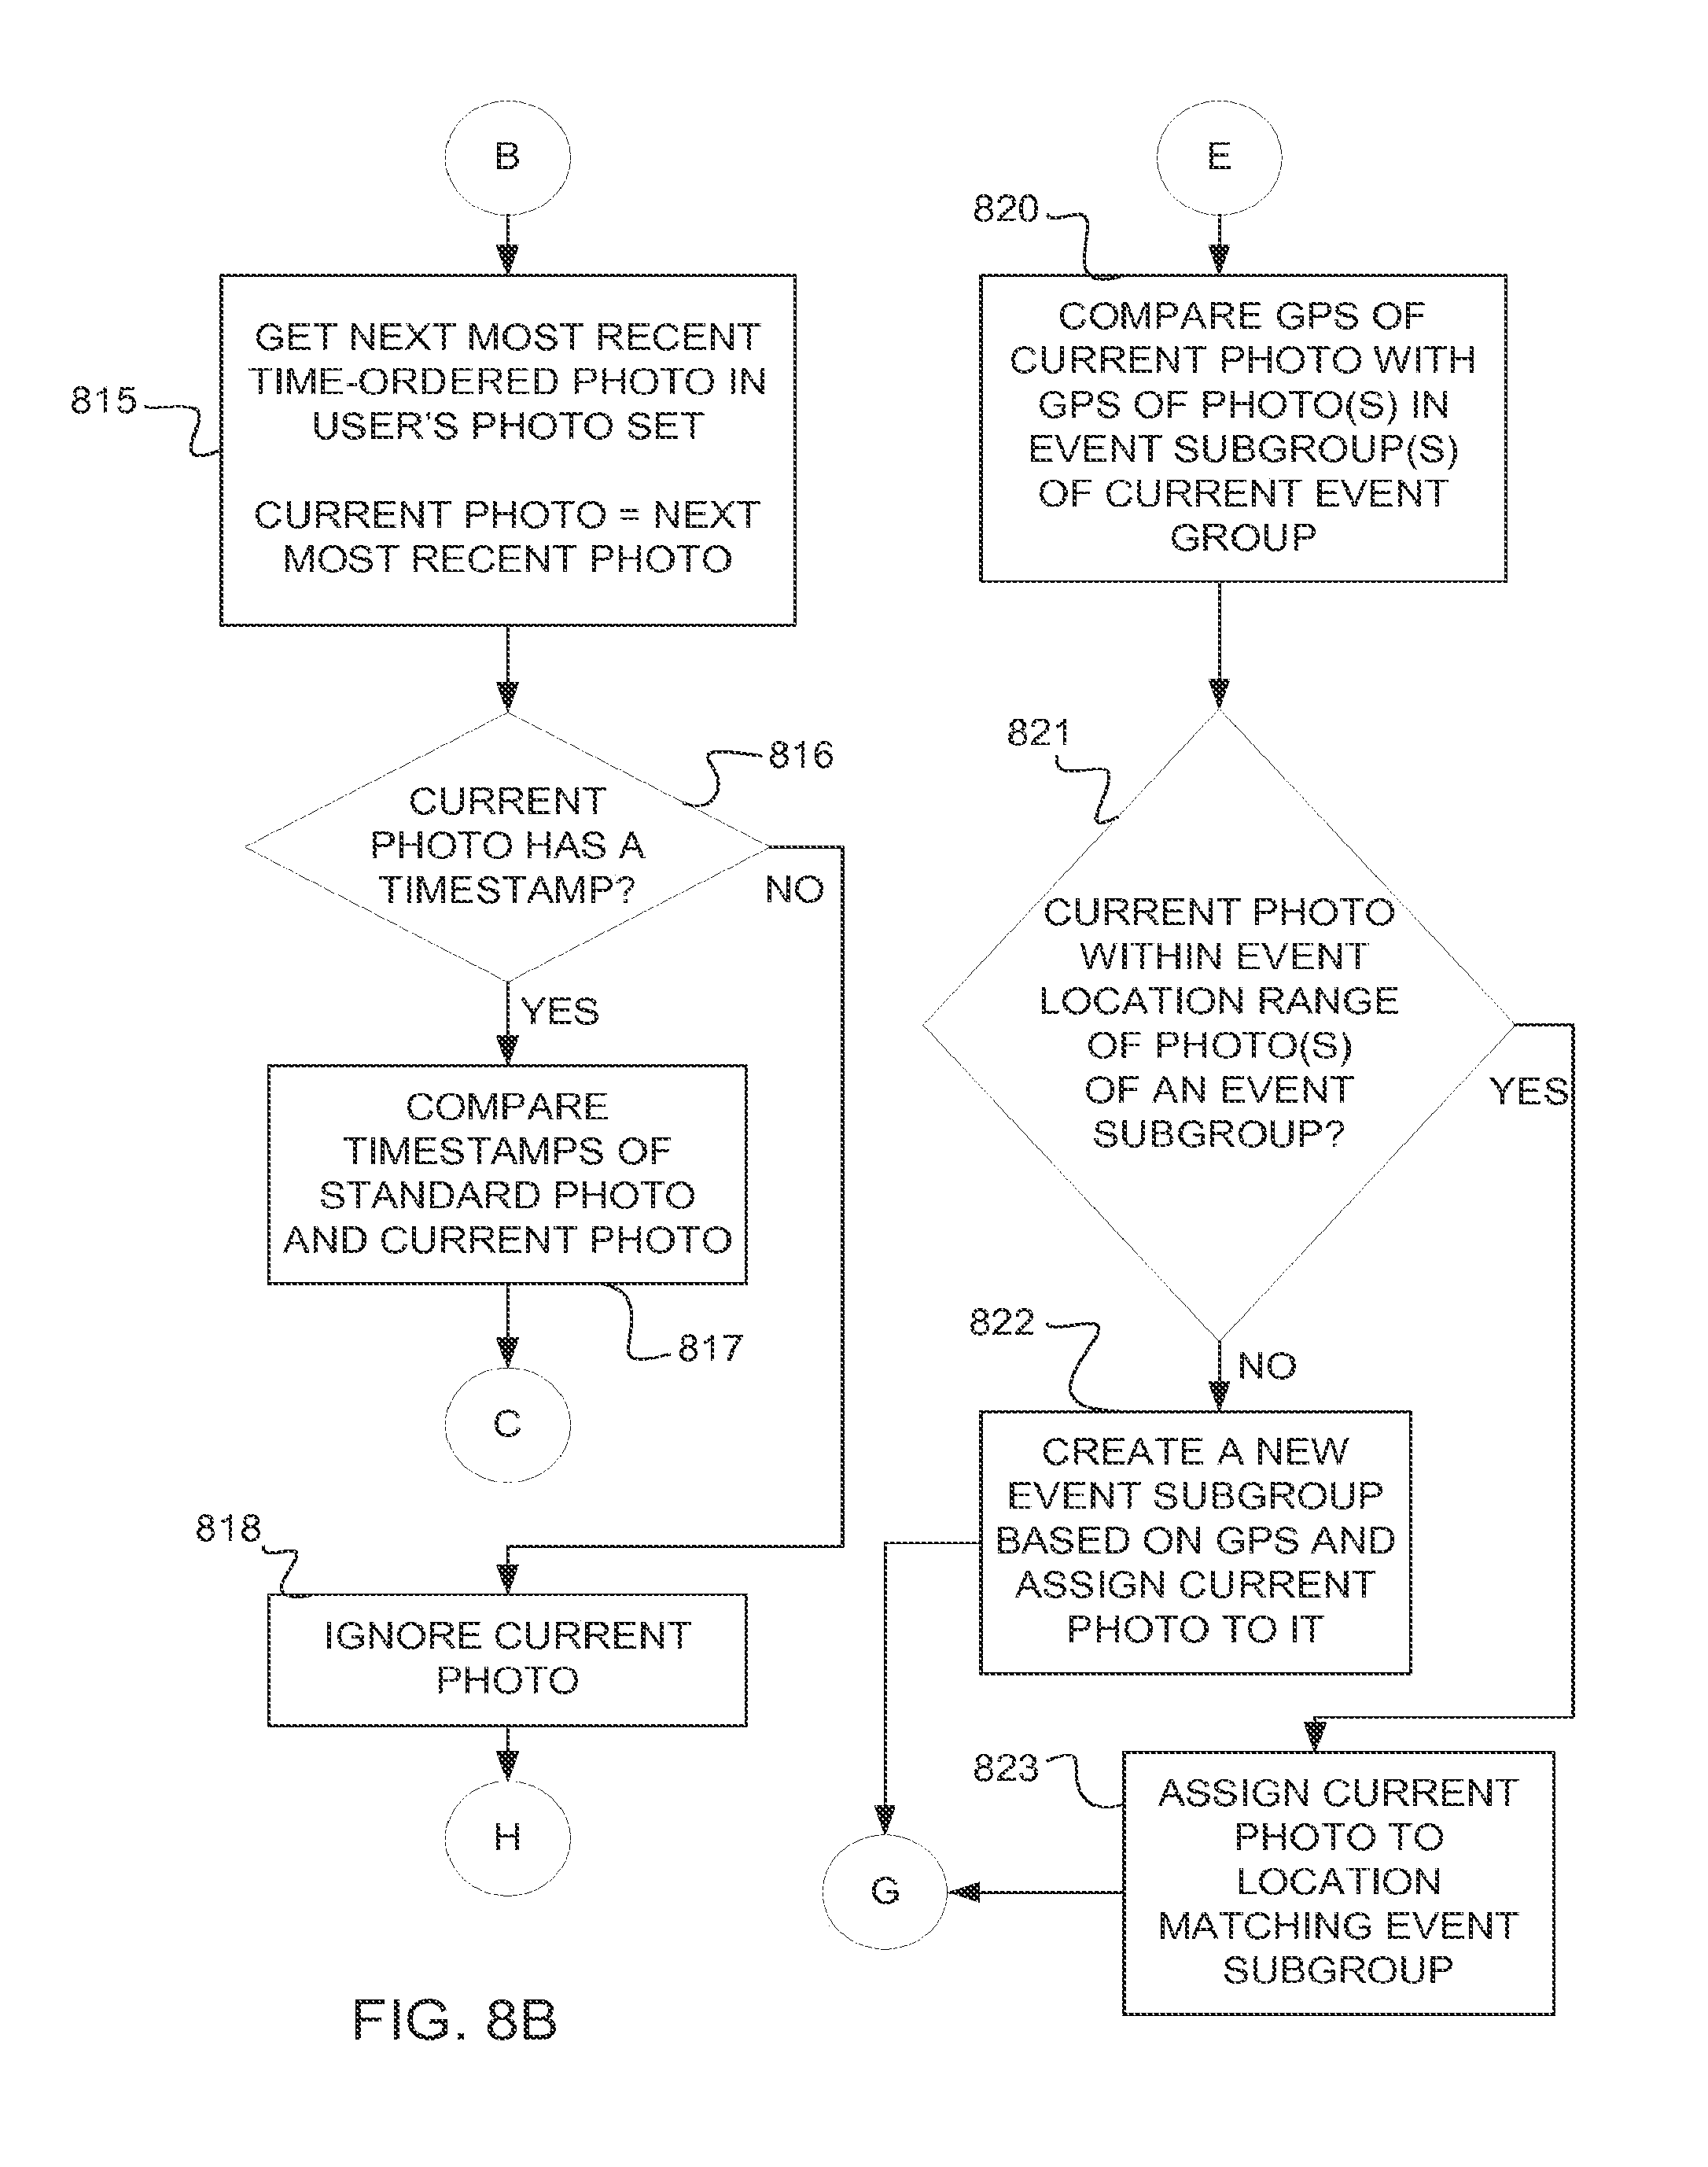 B
815
GET NEXT MOST RECENT
TIME-ORDERED PHOTO IN
USER'S PHOTO SET
CURRENT PHOTO = NEXT
MOST RECENT PHOTO
816
CURRENT
PHOTO HAS A
TIMESTAMP?
NO
YES
COMPARE
TIMESTAMPS OF
STANDARD PHOTO
AND CURRENT PHOTO
817
C
818
IGNORE CURRENT
PHOTO
H
E
820
COMPARE GPS OF
CURRENT PHOTO WITH
GPS OF PHOTO(S) IN
EVENT SUBGROUP(S)
OF CURRENT EVENT
GROUP
821
CURRENT PHOTO
WITHIN EVENT
LOCATION RANGE
OF PHOTO(S)
OF AN EVENT
SUBGROUP?
YES
NO
822
CREATE A NEW
EVENT SUBGROUP
BASED ON GPS AND
ASSIGN CURRENT
PHOTO TO IT
823
ASSIGN CURRENT
PHOTO TO
LOCATION
MATCHING EVENT
SUBGROUP
G
FIG. 8B